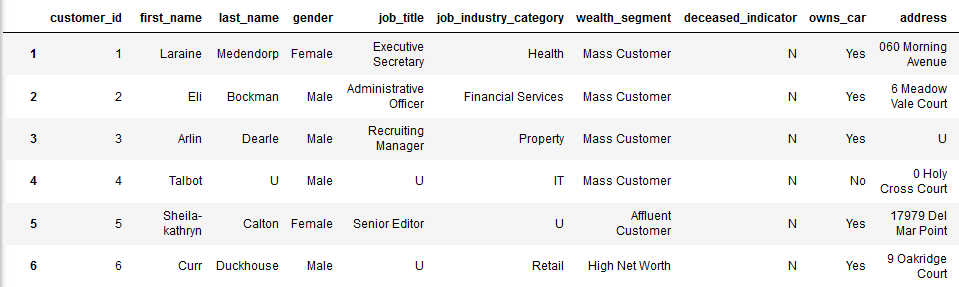 customer_id first_name last_name gender job_title job_industry_category wealth_segment deceased_indicator owns_car address
1 1 Laraine Medendorp Female Executive Secretary Health Mass Customer N Yes 060 Morning Avenue
2 2 Eli Bockman Male Administrative Officer Financial Services Mass Customer N Yes 6 Meadow Vale Court
3 3 Arlin Dearle Male Recruiting Manager Property Mass Customer N Yes U
4 4 Talbot U Male U IT Mass Customer N No 0 Holy Cross Court
5 5 Sheila-kathryn Calton Female Senior Editor U Affluent Customer N Yes 17979 Del Mar Point
6 6 Curr Duckhouse Male U Retail High Net Worth N Yes 9 Oakridge Court